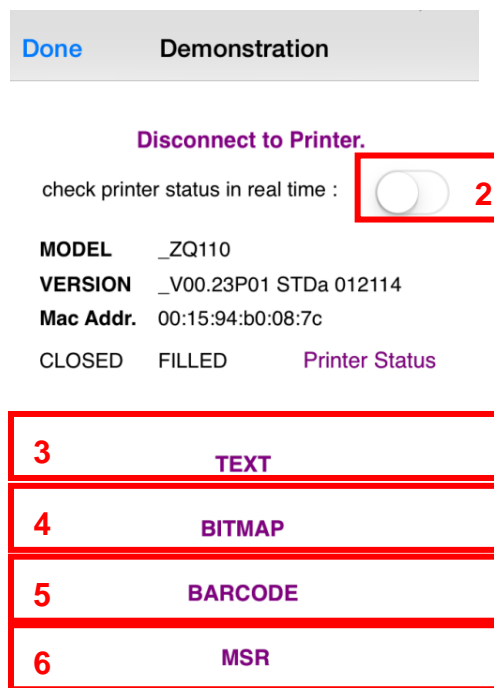 Done Demonstration
Disconnect to Printer.
check printer status in real time : 2
MODEL _ZQ110
VERSION _V00.23P01 STDa 012114
Mac Addr. 00:15:94:b0:08:7c
CLOSED FILLED Printer Status
3 TEXT
4 BITMAP
5 BARCODE
6 MSR